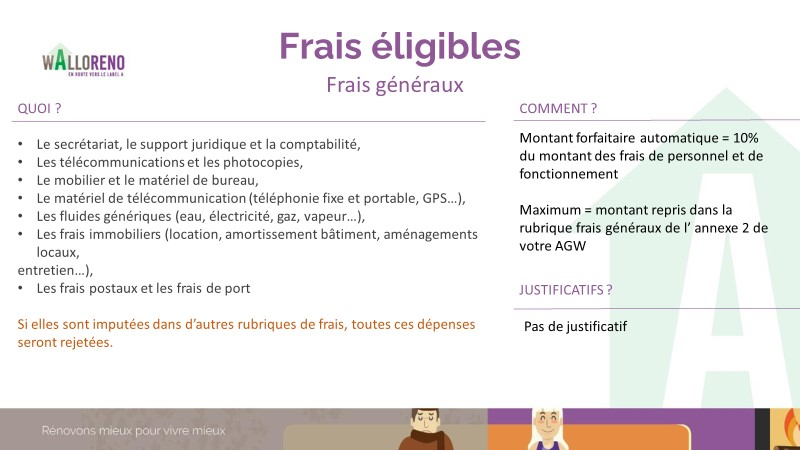 WALLORENO
EN ROUTE VERS LE LABEL A
Frais éligibles
Frais généraux
QUOI ?
• Le secrétariat, le support juridique et la comptabilité,
• Les télécommunications et les photocopies,
• Le mobilier et le matériel de bureau,
• Le matériel de télécommunication (téléphonie fixe et portable, GPS…),
• Les fluides génériques (eau, électricité, gaz, vapeur…),
• Les frais immobiliers (location, amortissement bâtiment, aménagements
locaux,
entretien…),
• Les frais postaux et les frais de port
Si elles sont imputées dans d’autres rubriques de frais, toutes ces dépenses
seront rejetées.
COMMENT ?
Montant forfaitaire automatique = 10%
du montant des frais de personnel et de
fonctionnement
Maximum = montant repris dans la
rubrique frais généraux de l’ annexe 2 de
votre AGW
JUSTIFICATIFS ?
Pas de justificatif
A
Rénovons mieux pour vivre mieux